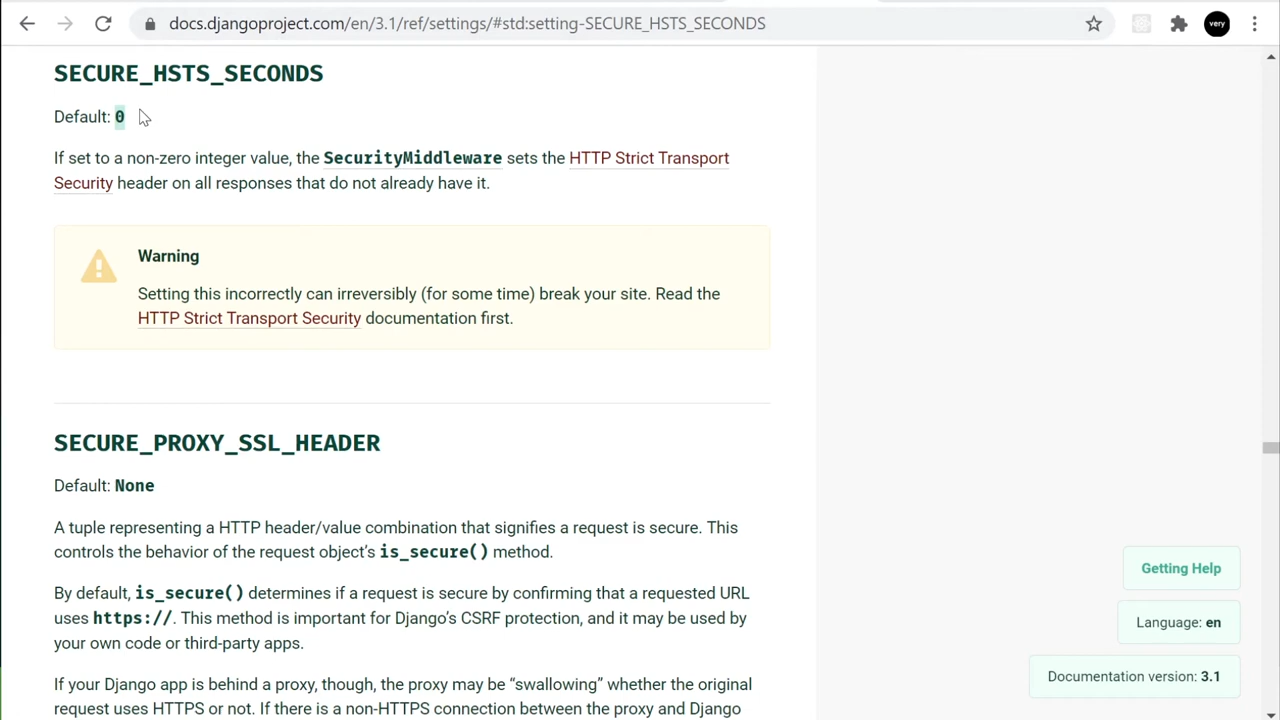 docs.djangoproject.com/en/3.1/ref/settings/#std:setting-SECURE_HSTS_SECONDS
very
SECURE_HSTS_SECONDS
Default: 0
If set to a non-zero integer value, the SecurityMiddleware sets the HTTP Strict Transport
Security header on all responses that do not already have it.
Warning
Setting this incorrectly can irreversibly (for some time) break your site. Read the
HTTP Strict Transport Security documentation first.
SECURE_PROXY_SSL_HEADER
Default: None
A tuple representing a HTTP header/value combination that signifies a request is secure. This
controls the behavior of the request object’s is_secure() method.
By default, is_secure() determines if a request is secure by confirming that a requested URL
uses https://. This method is important for Django’s CSRF protection, and it may be used by
your own code or third-party apps.
If your Django app is behind a proxy, though, the proxy may be “swallowing” whether the original
request uses HTTPS or not. If there is a non-HTTPS connection between the proxy and Django
Getting Help
Language: en
Documentation version: 3.1